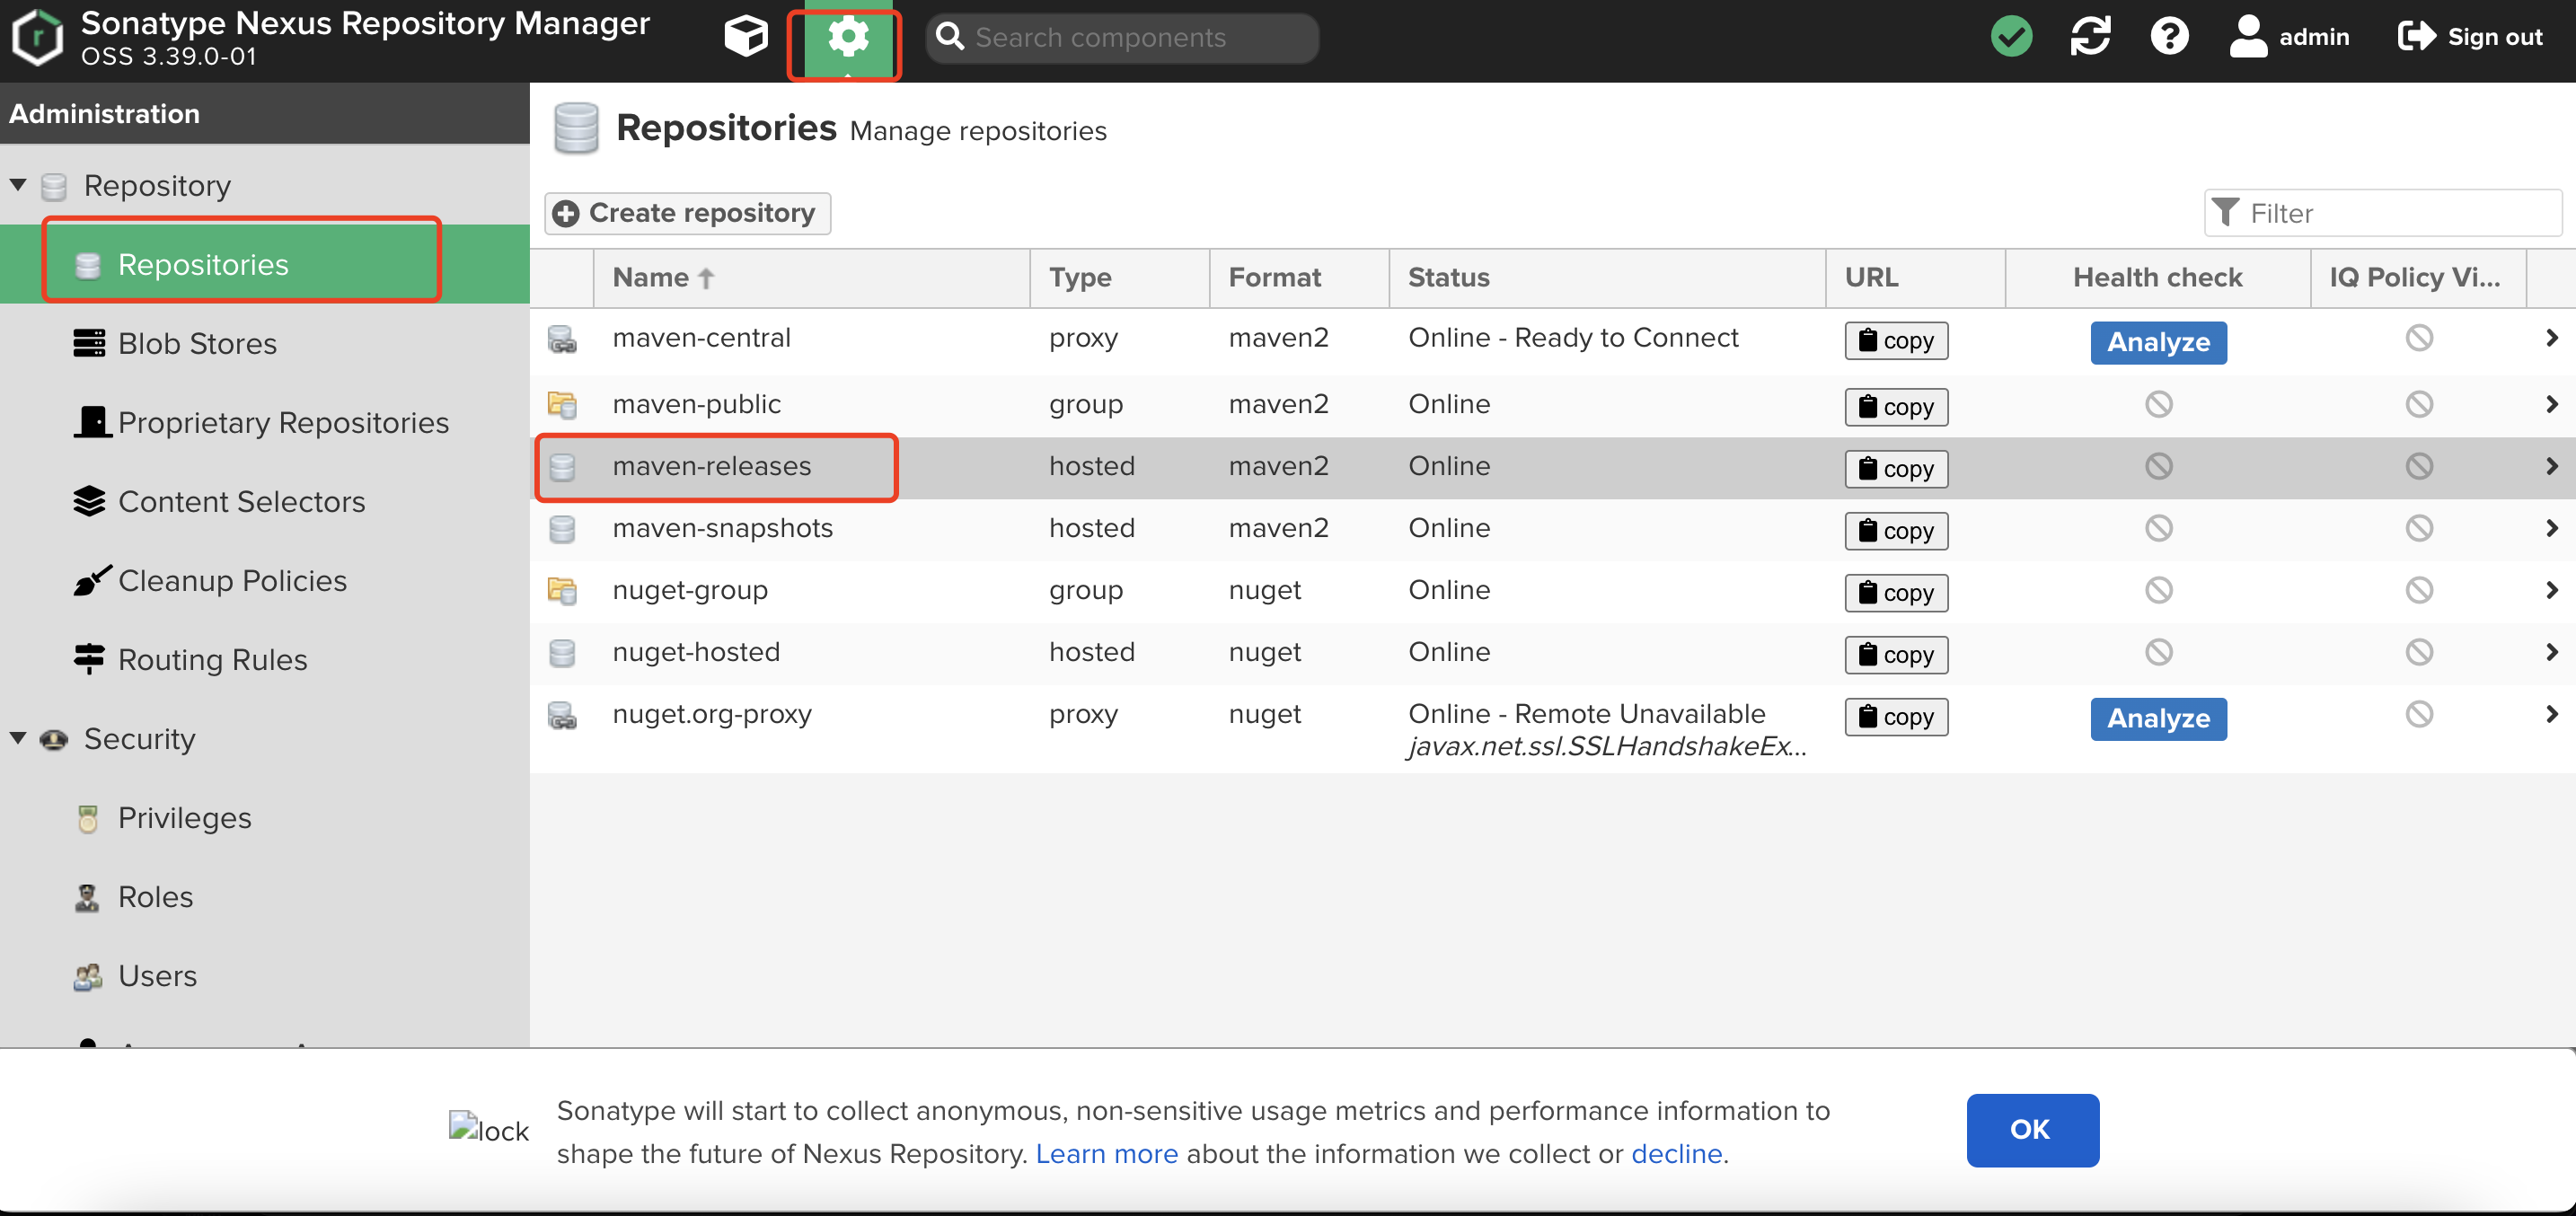 Sonatype Nexus Repository Manager
OSS 3.39.0-01
Search components
admin
Sign out
Administration
Repository
Repositories
Blob Stores
Proprietary Repositories
Content Selectors
Cleanup Policies
Routing Rules
Security
Privileges
Roles
Users
Repositories Manage repositories
Create repository
Filter
Name Type Format Status URL Health check IQ Policy Vi...
maven-central proxy maven2 Online - Ready to Connect copy Analyze
maven-public group maven2 Online copy
maven-releases hosted maven2 Online copy
maven-snapshots hosted maven2 Online copy
nuget-group group nuget Online copy
nuget-hosted hosted nuget Online copy
nuget.org-proxy proxy nuget Online - Remote Unavailable copy Analyze
javax.net.ssl.SSLHandshakeEx...
lock
Sonatype will start to collect anonymous, non-sensitive usage metrics and performance information to
shape the future of Nexus Repository. Learn more about the information we collect or decline.
OK